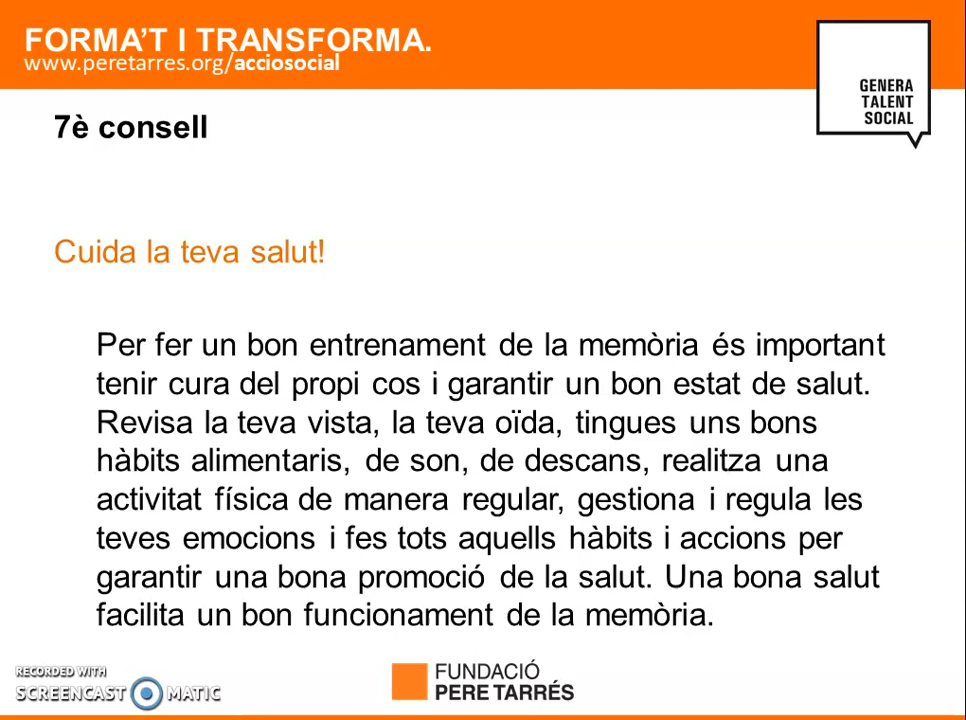 FORMA’T I TRANSFORMA.
www.peretarres.org/acciosocial
GENERA
TALENT
SOCIAL
7è consell
Cuida la teva salut!
Per fer un bon entrenament de la memòria és important
tenir cura del propi cos i garantir un bon estat de salut.
Revisa la teva vista, la teva oïda, tingues uns bons
hàbits alimentaris, de son, de descans, realitza una
activitat física de manera regular, gestiona i regula les
teves emocions i fes tots aquells hàbits i accions per
garantir una bona promoció de la salut. Una bona salut
facilita un bon funcionament de la memòria.
RECORDED WITH
SCREENCAST MATIC
FUNDACIÓ
PERE TARRÉS